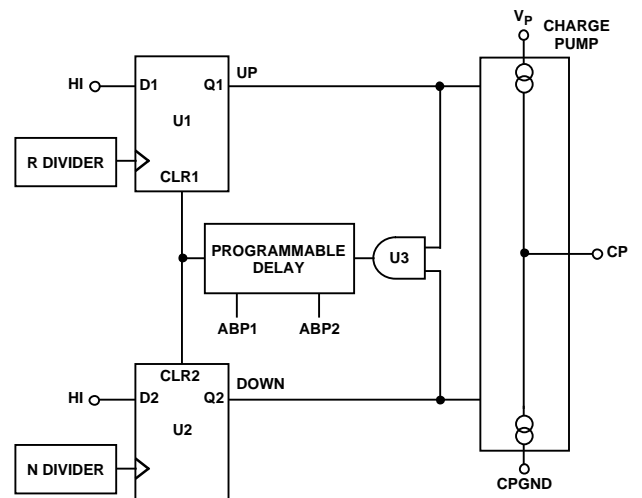 VP
CHARGE
PUMP
HI
D1
Q1
UP
U1
R DIVIDER
CLR1
PROGRAMMABLE
DELAY
U3
CP
ABP1
ABP2
CLR2
DOWN
HI
D2
Q2
U2
N DIVIDER
CPGND